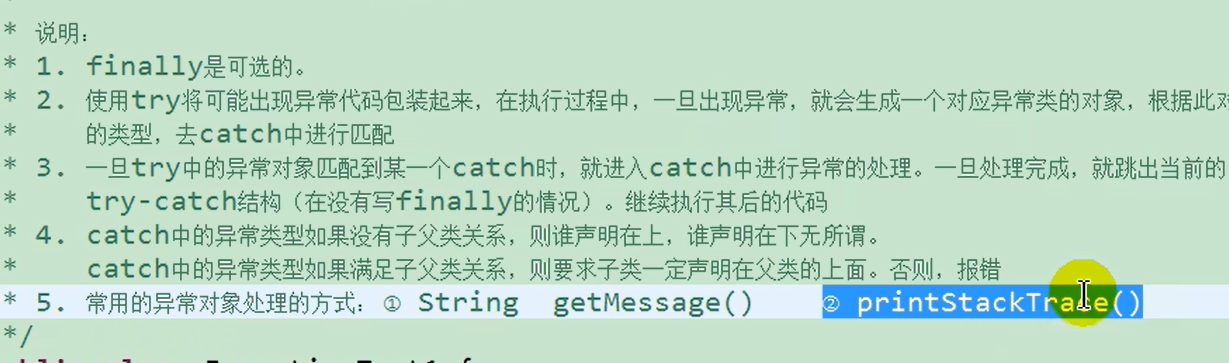 * 说明：
* 1. finally是可选的。
* 2. 使用try将可能出现异常代码包装起来，在执行过程中，一旦出现异常，就会生成一个对应异常类的对象，根据此对
* 的类型，去catch中进行匹配
* 3. 一旦try中的异常对象匹配到某一个catch时，就进入catch中进行异常的处理。一旦处理完成，就跳出当前的
* try-catch结构（在没有写finally的情况）。继续执行其后的代码
* 4. catch中的异常类型如果没有子父类关系，则谁声明在上，谁声明在下无所谓。
* catch中的异常类型如果满足子父类关系，则要求子类一定声明在父类的上面。否则，报错
* 5. 常用的异常对象处理的方式：① String getMessage() ② printStackTrace()
*/